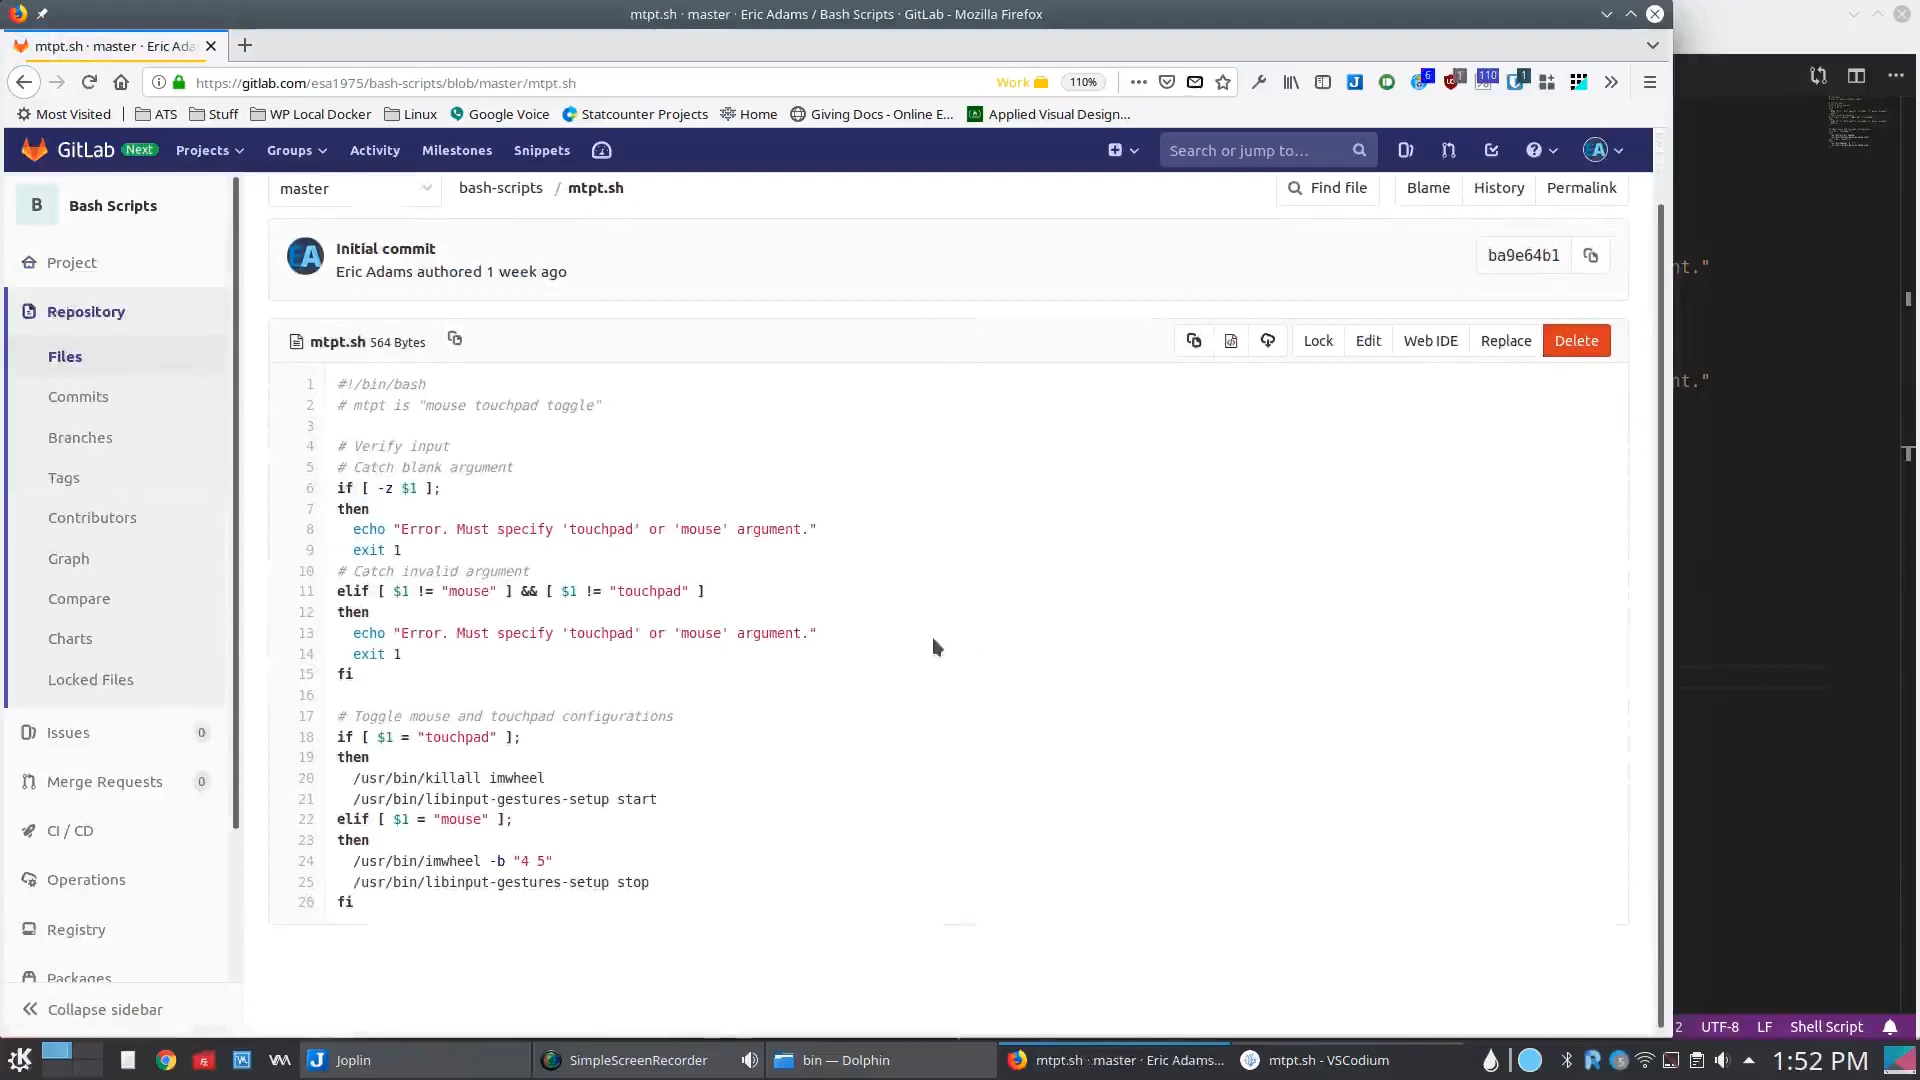 mtpt.sh · master · Eric Adams / Bash Scripts · GitLab - Mozilla Firefox
mtpt.sh · master · Eric Ada
https://gitlab.com/esa1975/bash-scripts/blob/master/mtpt.sh
Work
110%
6
1
110
1
Most Visited
ATS
Stuff
WP Local Docker
Linux
Google Voice
Statcounter Projects
Home
Giving Docs - Online E...
Applied Visual Design...
GitLab Next
Projects
Groups
Activity
Milestones
Snippets
Search or jump to...
EA
B Bash Scripts
master
bash-scripts / mtpt.sh
Find file
Blame
History
Permalink
Project
Initial commit
Eric Adams authored 1 week ago
EA
ba9e64b1
Repository
Files
Commits
Branches
Tags
Contributors
Graph
Compare
Charts
Locked Files
Issues 0
Merge Requests 0
CI / CD
Operations
Registry
Packages
Collapse sidebar
mtpt.sh 564 Bytes
Lock
Edit
Web IDE
Replace
Delete
1 #!/bin/bash
2 # mtpt is "mouse touchpad toggle"
3
4 # Verify input
5 # Catch blank argument
6 if [ -z $1 ];
7 then
8 echo "Error. Must specify 'touchpad' or 'mouse' argument."
9 exit 1
10 # Catch invalid argument
11 elif [ $1 != "mouse" ] && [ $1 != "touchpad" ]
12 then
13 echo "Error. Must specify 'touchpad' or 'mouse' argument."
14 exit 1
15 fi
16
17 # Toggle mouse and touchpad configurations
18 if [ $1 = "touchpad" ];
19 then
20 /usr/bin/killall imwheel
21 /usr/bin/libinput-gestures-setup start
22 elif [ $1 = "mouse" ];
23 then
24 /usr/bin/imwheel -b "4 5"
25 /usr/bin/libinput-gestures-setup stop
26 fi
nt."
nt."
2
UTF-8
LF
Shell Script
Joplin
SimpleScreenRecorder
bin — Dolphin
mtpt.sh · master · Eric Adams...
mtpt.sh - VSCodium
1:52 PM